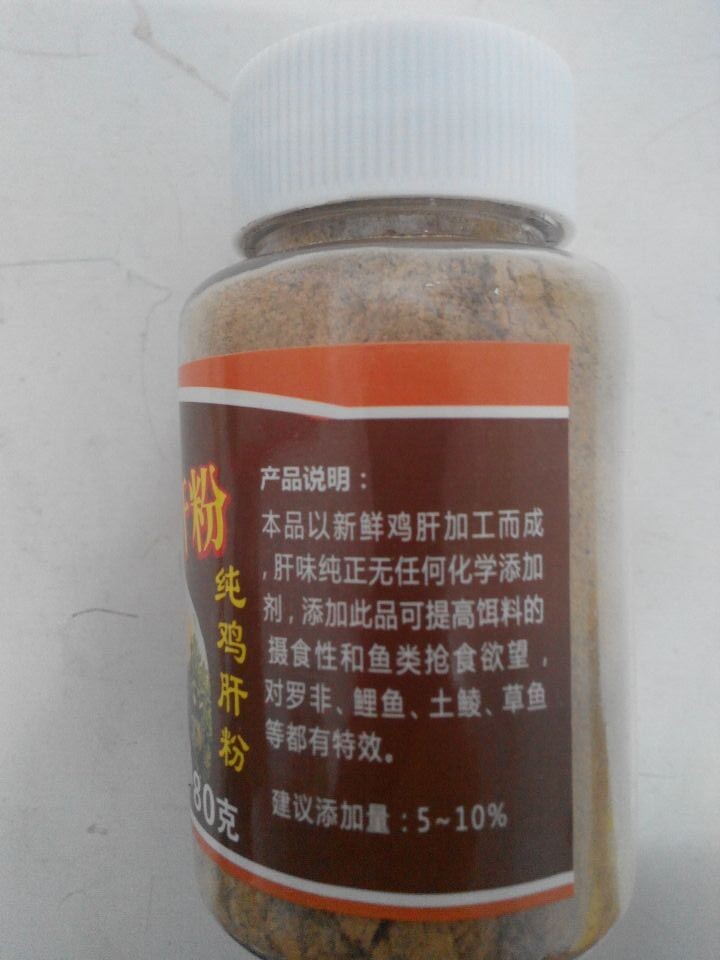 粉
纯鸡肝粉
80克
产品说明：
本品以新鲜鸡肝加工而成
，肝味纯正无任何化学添加
剂，添加此品可提高饵料的
摄食性和鱼类抢食欲望，
对罗非、鲤鱼、土鲮、草鱼
等都有特效。
建议添加量：5~10%